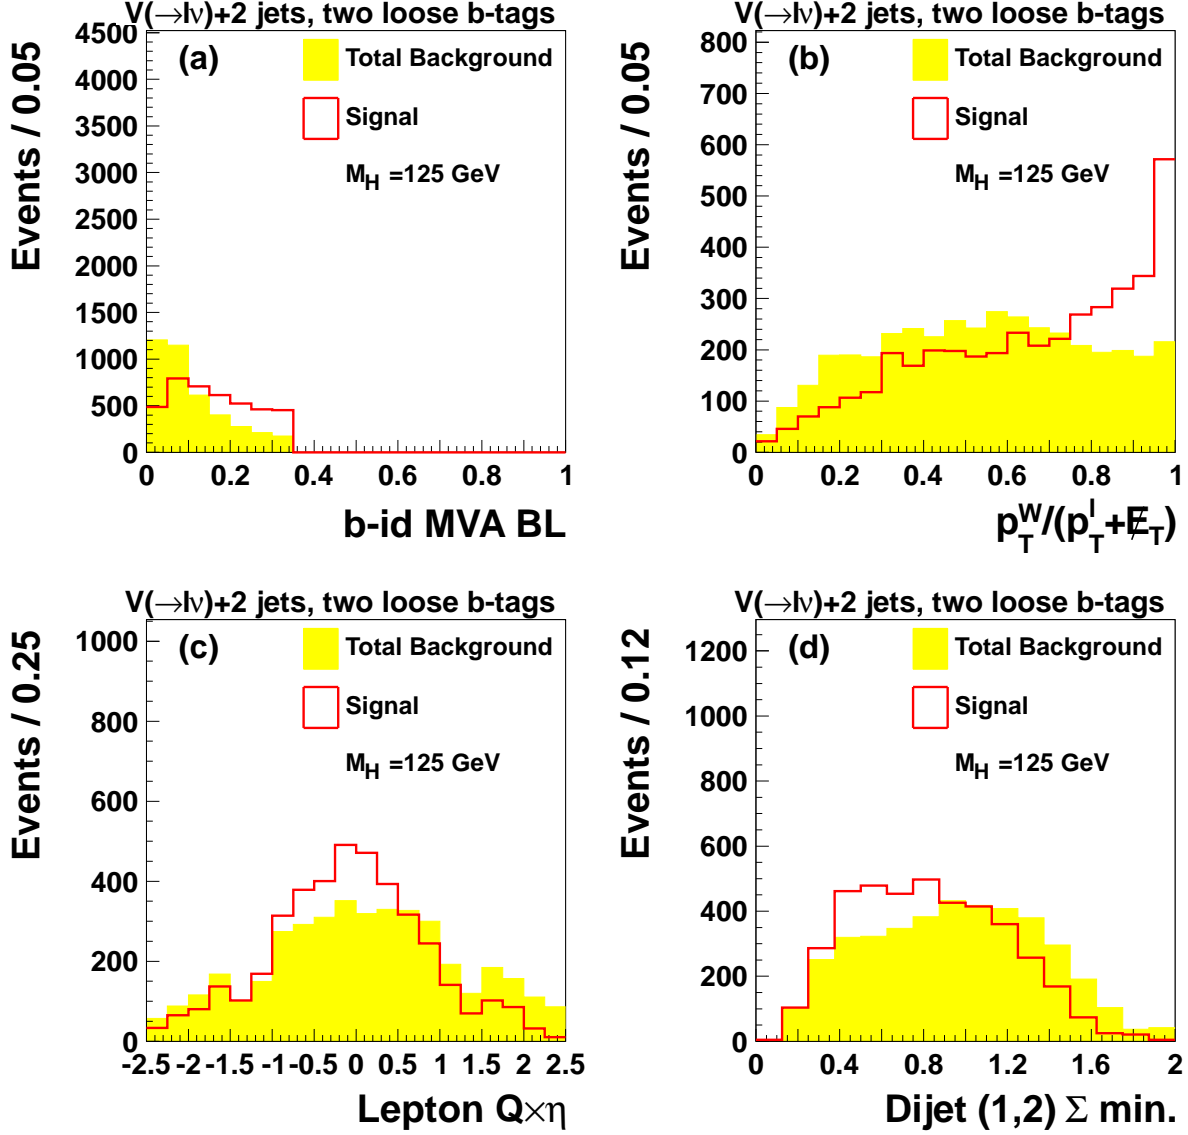 V(→lν)+2 jets, two loose b-tags
(a)
Total Background
Signal
M_H =125 GeV
Events / 0.05
4500
4000
3500
3000
2500
2000
1500
1000
500
0
0 0.2 0.4 0.6 0.8 1
b-id MVA BL
V(→lν)+2 jets, two loose b-tags
(b)
Total Background
Signal
M_H =125 GeV
Events / 0.05
800
700
600
500
400
300
200
100
0
0 0.2 0.4 0.6 0.8 1
p_T^W/(p_T^l+E̸_T)
V(→lν)+2 jets, two loose b-tags
(c)
Total Background
Signal
M_H =125 GeV
Events / 0.25
1000
800
600
400
200
0
-2.5 -2 -1.5 -1 -0.5 0 0.5 1 1.5 2 2.5
Lepton Q×η
V(→lν)+2 jets, two loose b-tags
(d)
Total Background
Signal
M_H =125 GeV
Events / 0.12
1200
1000
800
600
400
200
0
0 0.4 0.8 1.2 1.6 2
Dijet (1,2) Σ min.